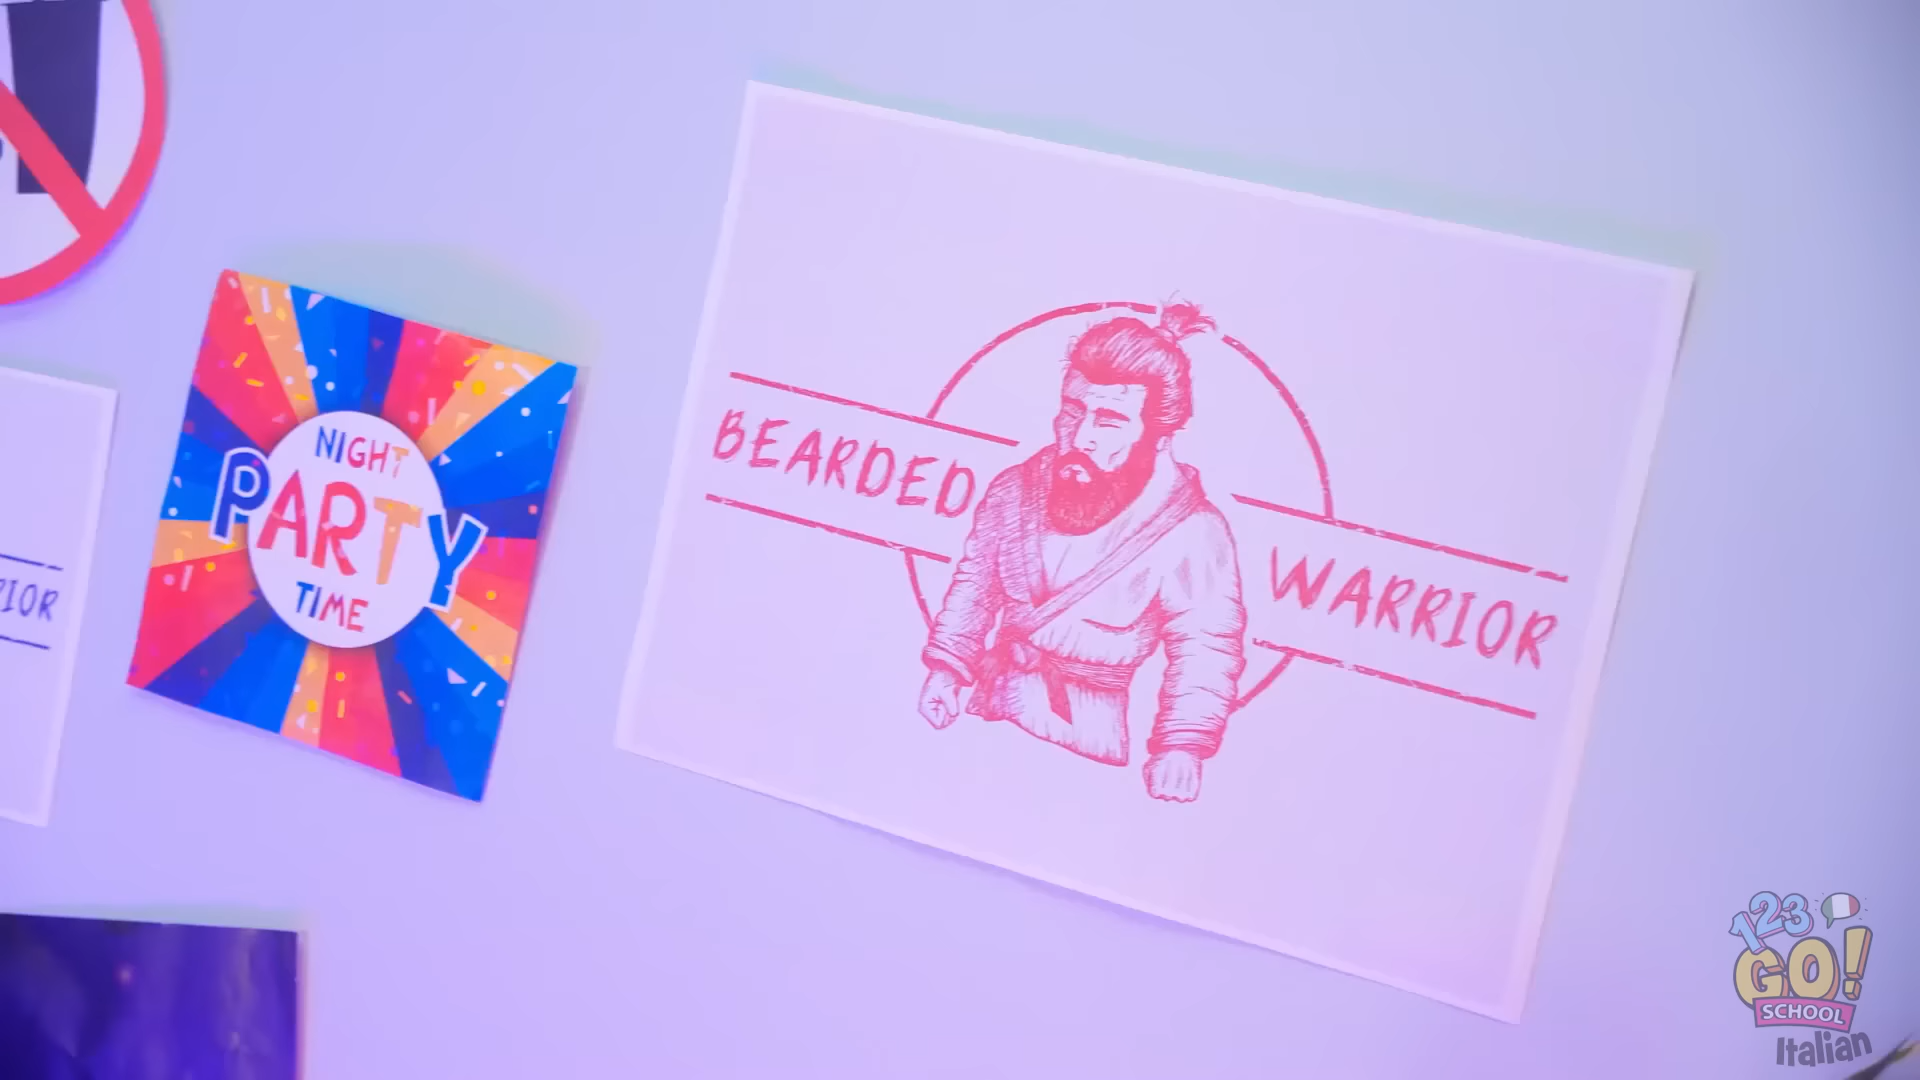 NIGHT
PARTY
TIME
BEARDED
WARRIOR
123
GO!
SCHOOL
Italian